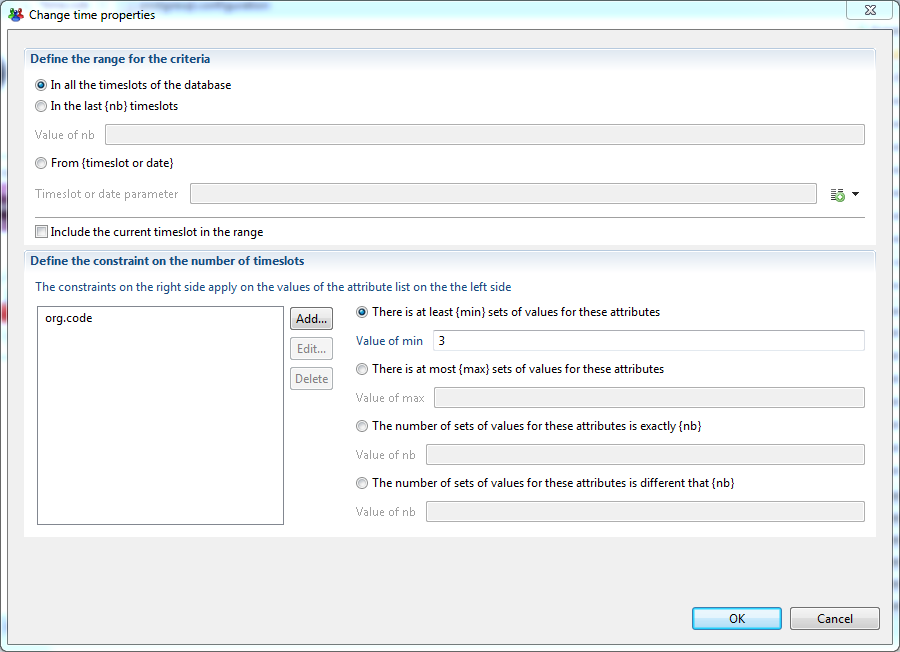 Change time properties
Define the range for the criteria
In all the timeslots of the database
In the last {nb} timeslots
Value of nb
From {timeslot or date}
Timeslot or date parameter
Include the current timeslot in the range
Define the constraint on the number of timeslots
The constraints on the right side apply on the values of the attribute list on the the left side
org.code
Add...
Edit...
Delete
There is at least {min} sets of values for these attributes
Value of min 3
There is at most {max} sets of values for these attributes
Value of max
The number of sets of values for these attributes is exactly {nb}
Value of nb
The number of sets of values for these attributes is different that {nb}
Value of nb
OK Cancel